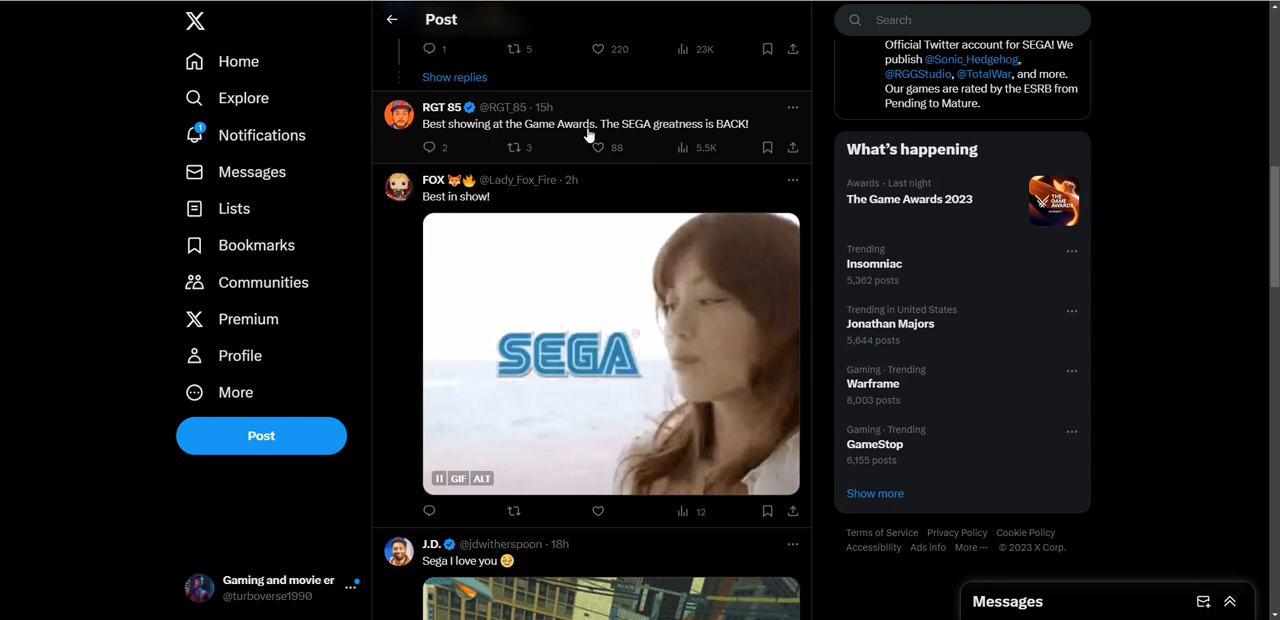 Home
Explore
1
Notifications
Messages
Lists
Bookmarks
Communities
Premium
Profile
More
Post
Gaming and movie er
@turboverse1990
Post
1 5 220 23K
Show replies
RGT 85 @RGT_85 · 15h
Best showing at the Game Awards. The SEGA greatness is BACK!
2 3 88 5.5K
FOX 🦊🔥 @Lady_Fox_Fire · 2h
Best in show!
SEGA
GIF ALT
12
J.D. @jdwitherspoon · 18h
Sega I love you 🥹
Search
Official Twitter account for SEGA! We
publish @Sonic_Hedgehog,
@RGGStudio, @TotalWar, and more.
Our games are rated by the ESRB from
Pending to Mature.
What's happening
Awards · Last night
The Game Awards 2023
THE GAME AWARDS
Trending
Insomniac
5,362 posts
Trending in United States
Jonathan Majors
5,644 posts
Gaming · Trending
Warframe
8,003 posts
Gaming · Trending
GameStop
6,155 posts
Show more
Terms of Service Privacy Policy Cookie Policy
Accessibility Ads info More ··· © 2023 X Corp.
Messages